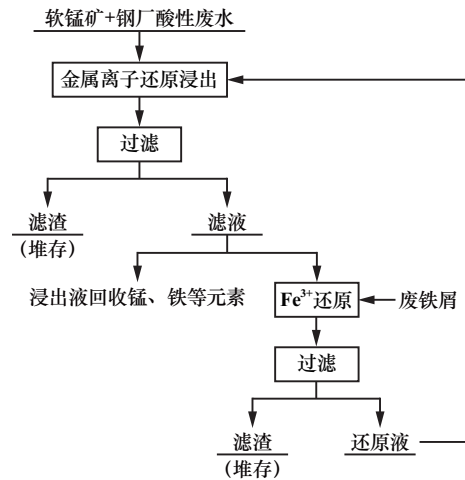 软锰矿+钢厂酸性废水
金属离子还原浸出
过滤
滤渣
(堆存)
滤液
浸出液回收锰、铁等元素
Fe³⁺还原
废铁屑
过滤
滤渣
(堆存)
还原液